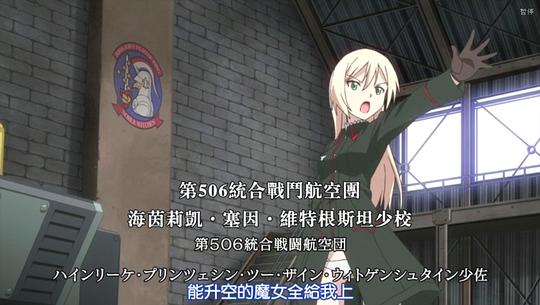 暫停
第506統合戰鬥航空團
海茵莉凱・塞因・維特根斯坦少校
第506統合戦闘航空団
ハインリーケ・プリンツェシン・ツー・ザイン・ウィトゲンシュタイン少佐
能升空的魔女全給我上